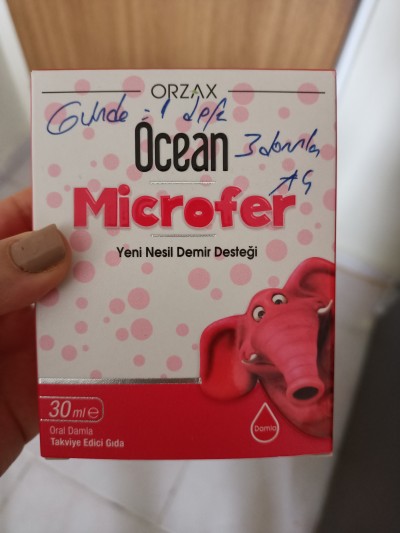 ORZAX
Günde 1 defa
Ocean
3 damla
AÇ
Microfer
Yeni Nesil Demir Desteği
30 ml e
Oral Damla
Takviye Edici Gıda
Damla